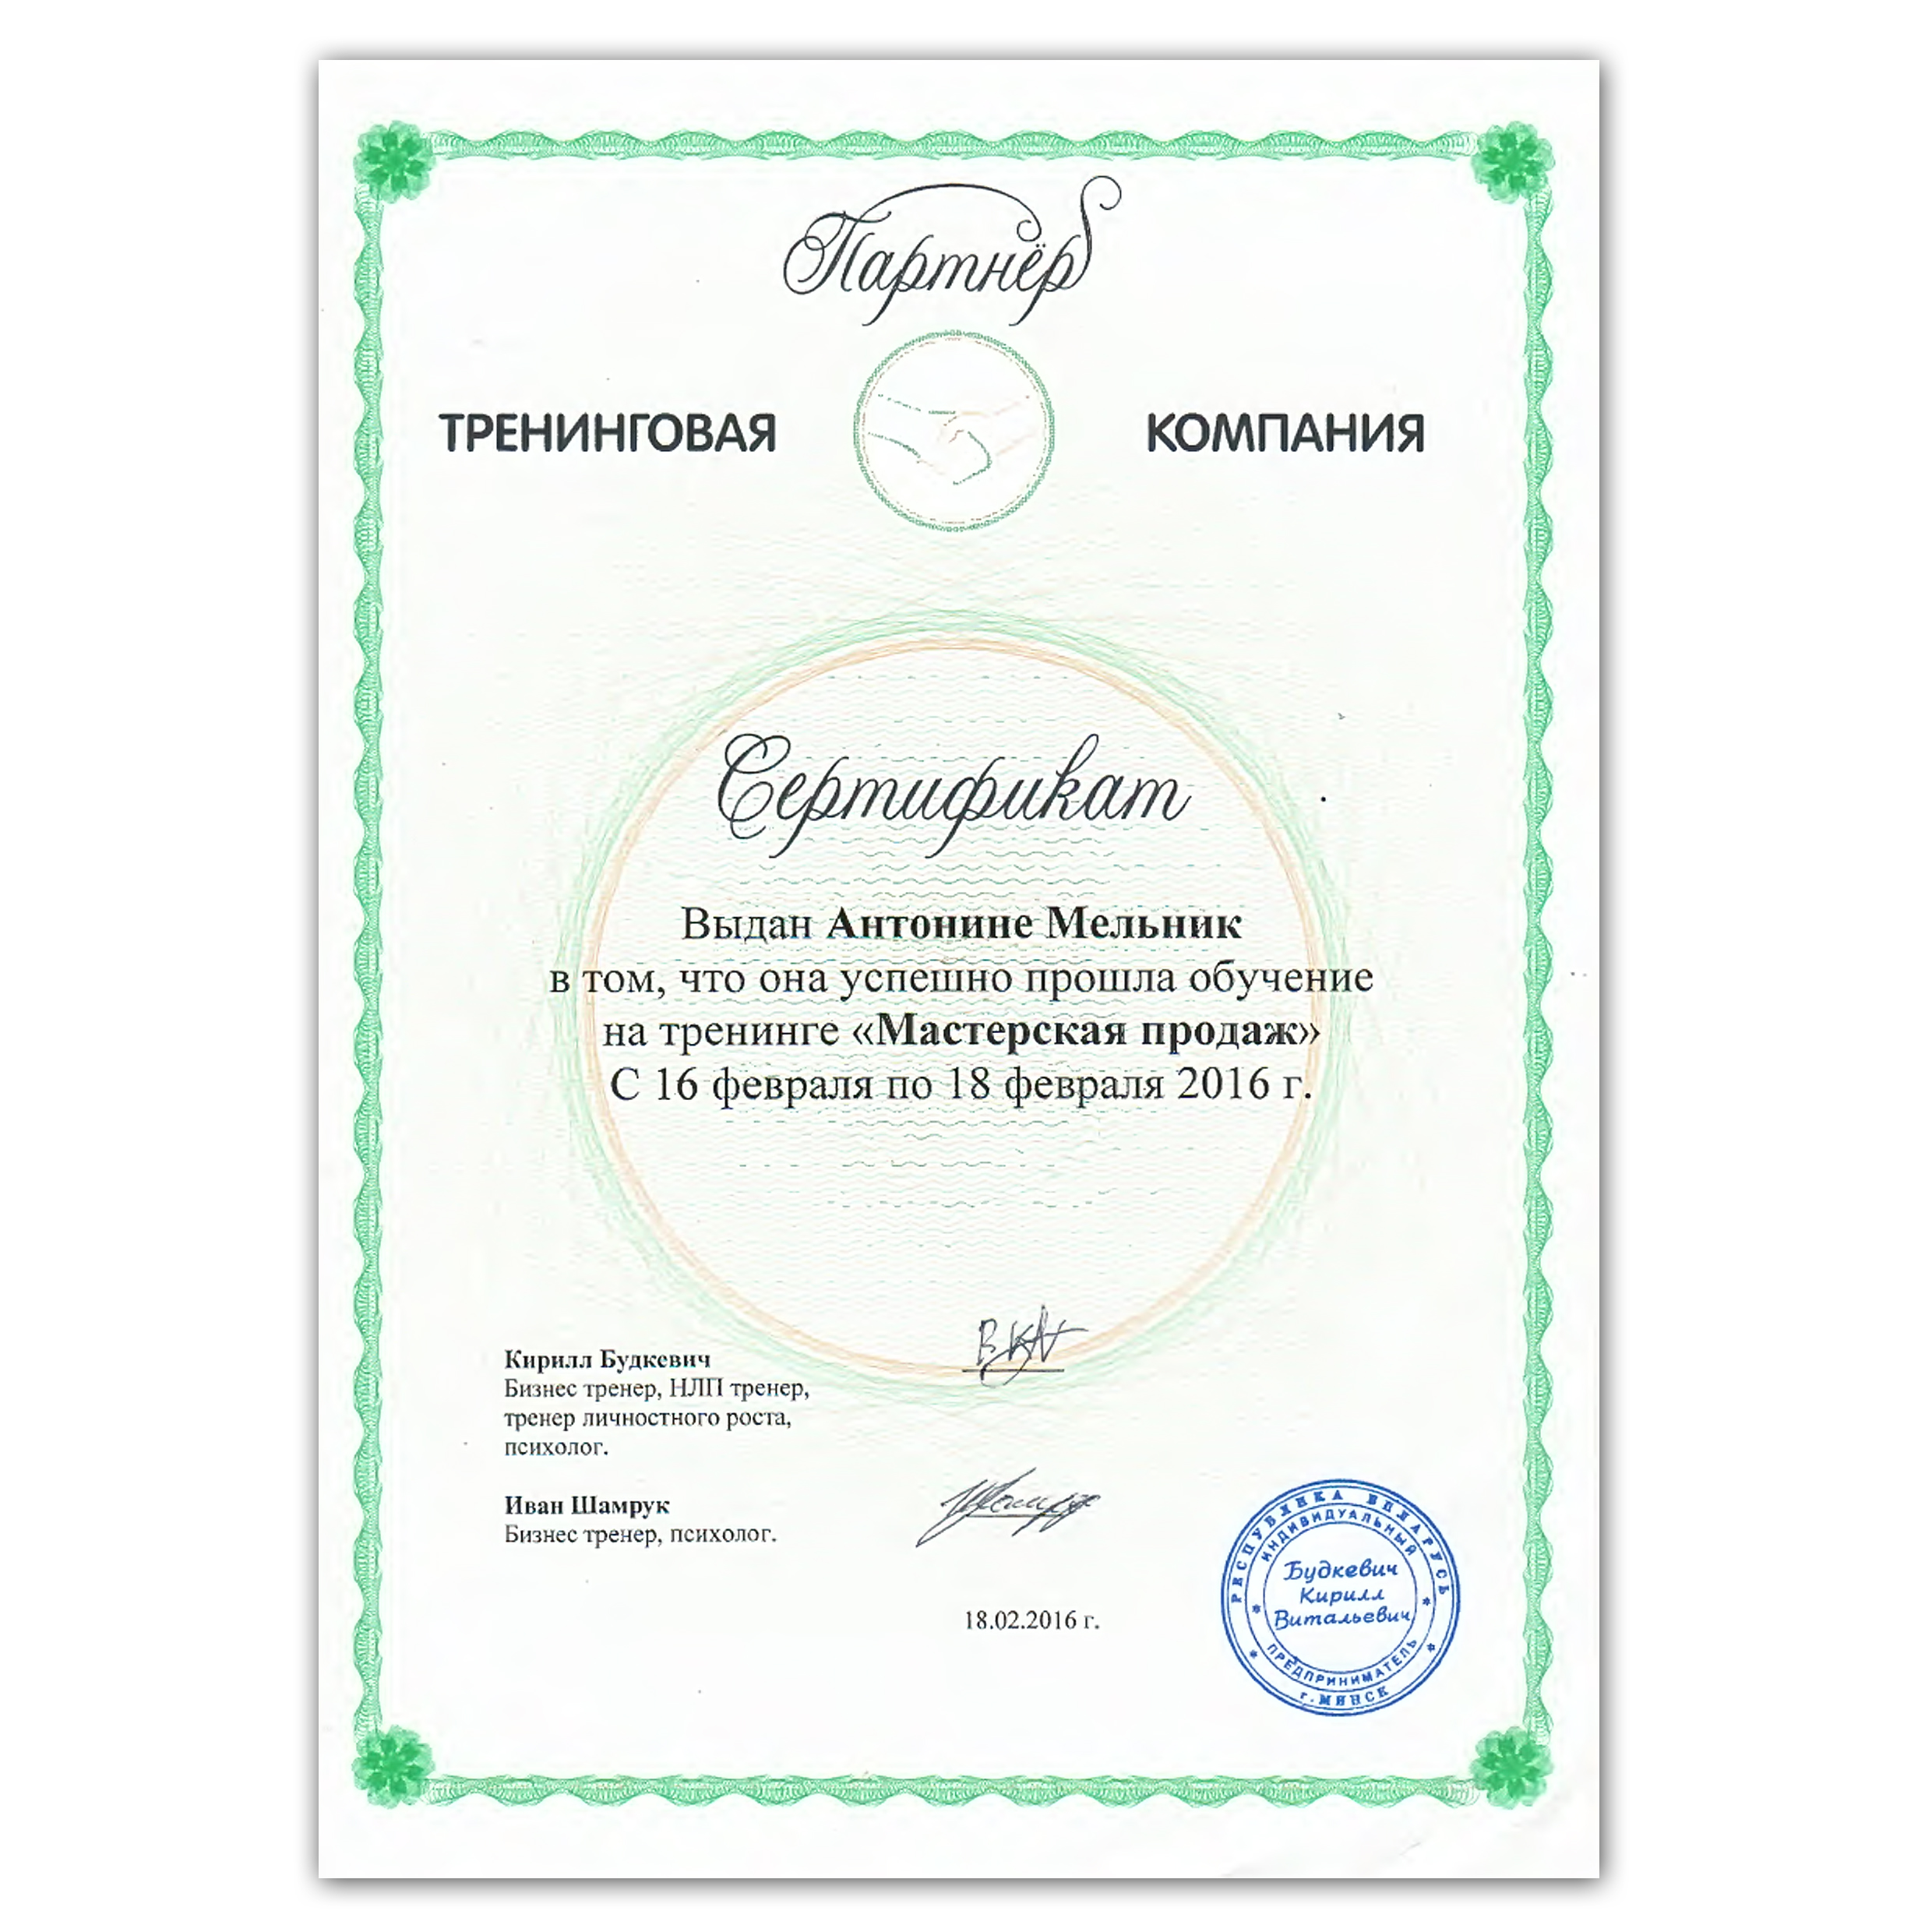 Партнёр
ТРЕНИНГОВАЯ КОМПАНИЯ
Сертификат
Выдан Антонине Мельник
в том, что она успешно прошла обучение
на тренинге «Мастерская продаж»
С 16 февраля по 18 февраля 2016 г.
Кирилл Будкевич
Бизнес тренер, НЛП тренер,
тренер личностного роста,
психолог.
Иван Шамрук
Бизнес тренер, психолог.
18.02.2016 г.
РЕСПУБЛИКА БЕЛАРУСЬ
ИНДИВИДУАЛЬНЫЙ
Будкевич
Кирилл
Витальевич
ПРЕДПРИНИМАТЕЛЬ
г. МИНСК